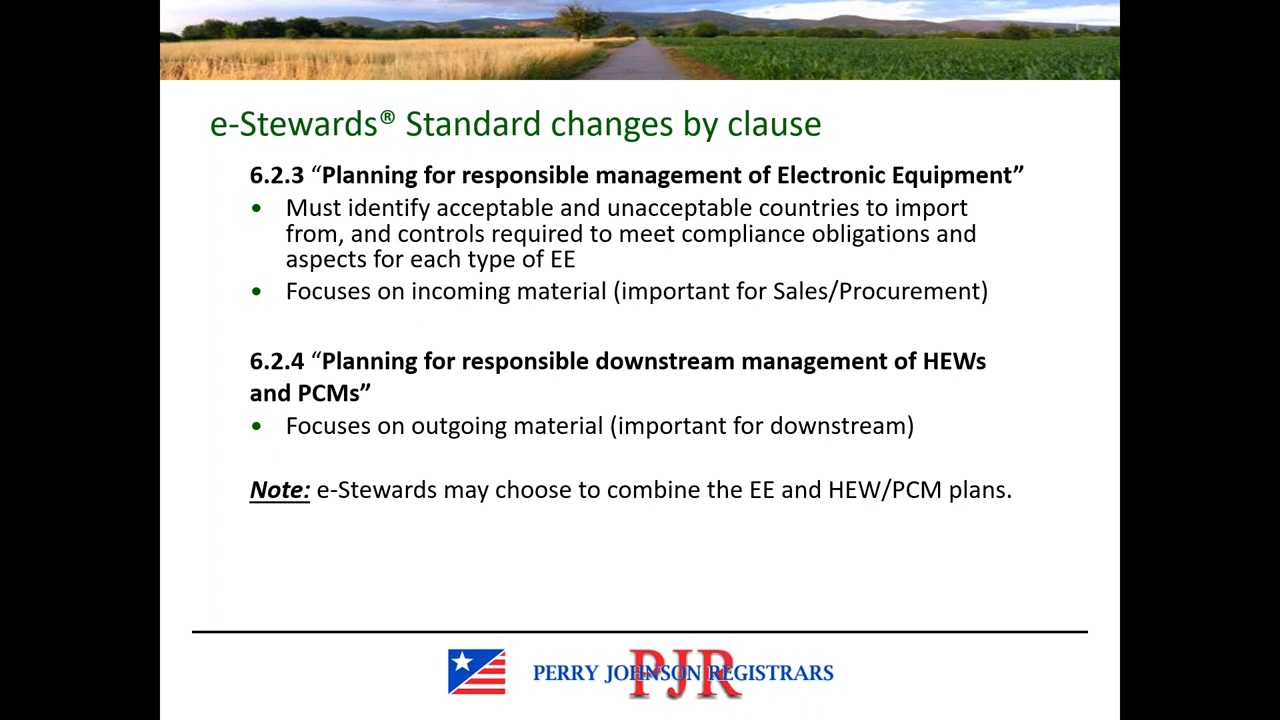 e-Stewards® Standard changes by clause
6.2.3 “Planning for responsible management of Electronic Equipment”
• Must identify acceptable and unacceptable countries to import
from, and controls required to meet compliance obligations and
aspects for each type of EE
• Focuses on incoming material (important for Sales/Procurement)
6.2.4 “Planning for responsible downstream management of HEWs
and PCMs”
• Focuses on outgoing material (important for downstream)
Note: e-Stewards may choose to combine the EE and HEW/PCM plans.
PJR
PERRY JOHNSON REGISTRARS